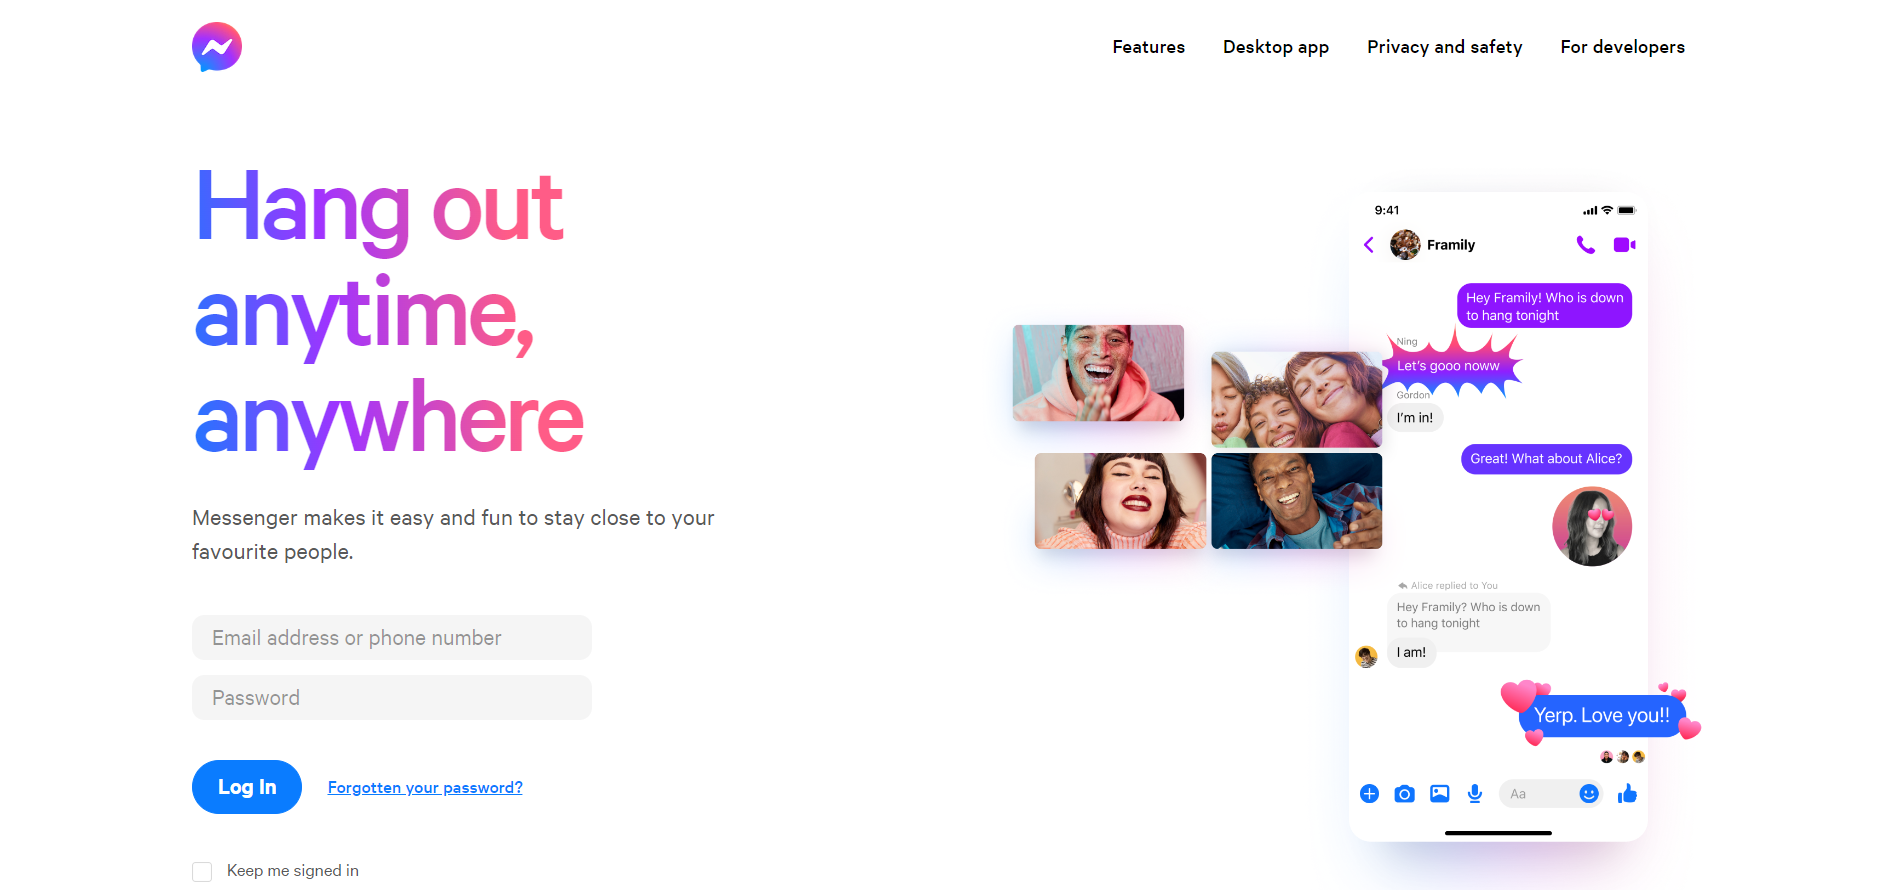 Features
Desktop app
Privacy and safety
For developers
Hang out
anytime,
anywhere
Messenger makes it easy and fun to stay close to your
favourite people.
Email address or phone number
Password
Log In
Forgotten your password?
Keep me signed in
9:41
Framily
Hey Framily! Who is down
to hang tonight
Ning
Let's gooo noww
Gordon
I'm in!
Great! What about Alice?
Alice replied to You
Hey Framily? Who is down
to hang tonight
I am!
Yerp. Love you!!
Aa